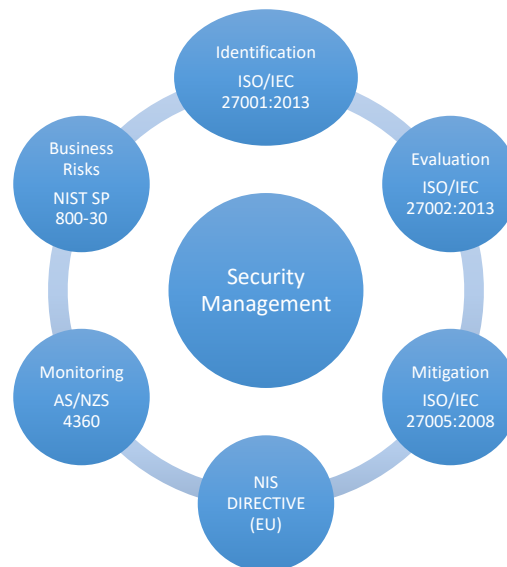 Identification
ISO/IEC
27001:2013
Business
Risks
NIST SP
800-30
Evaluation
ISO/IEC
27002:2013
Security
Management
Monitoring
AS/NZS
4360
Mitigation
ISO/IEC
27005:2008
NIS
DIRECTIVE
(EU)